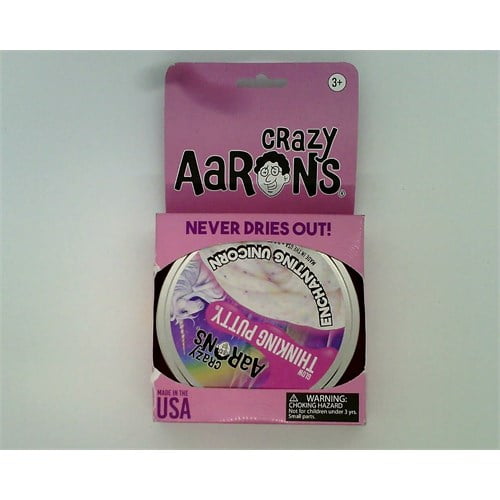 3+
CRAZY
AARONS®
NEVER DRIES OUT!
ENCHANTING UNICORN
MADE IN THE USA
GLOW
THINKING PUTTY®
CRAZY
AARONS
MADE IN THE
USA
WARNING:
CHOKING HAZARD
Not for children under 3 yrs.
Small parts.